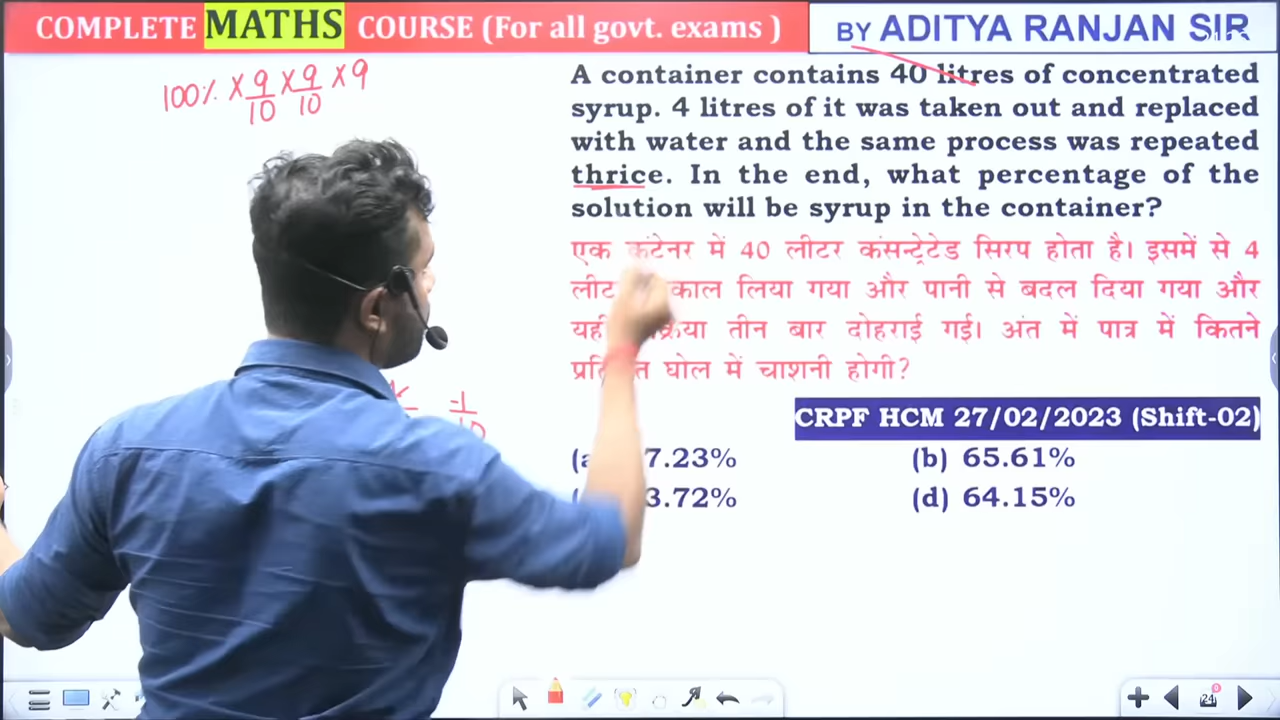 COMPLETE MATHS COURSE (For all govt. exams )
BY ADITYA RANJAN SIR
100% × 9/10 × 9/10 × 9
A container contains 40 litres of concentrated
syrup. 4 litres of it was taken out and replaced
with water and the same process was repeated
thrice. In the end, what percentage of the
solution will be syrup in the container?
एक कंटेनर में 40 लीटर कंसन्ट्रेटेड सिरप होता है। इसमें से 4
लिया गया और पानी से बदल दिया गया और
तीन बार दोहराई गई। अंत में पात्र में कितने
घोल में चाशनी होगी?
CRPF HCM 27/02/2023 (Shift-02)
7.23%
(b) 65.61%
3.72%
(d) 64.15%
24